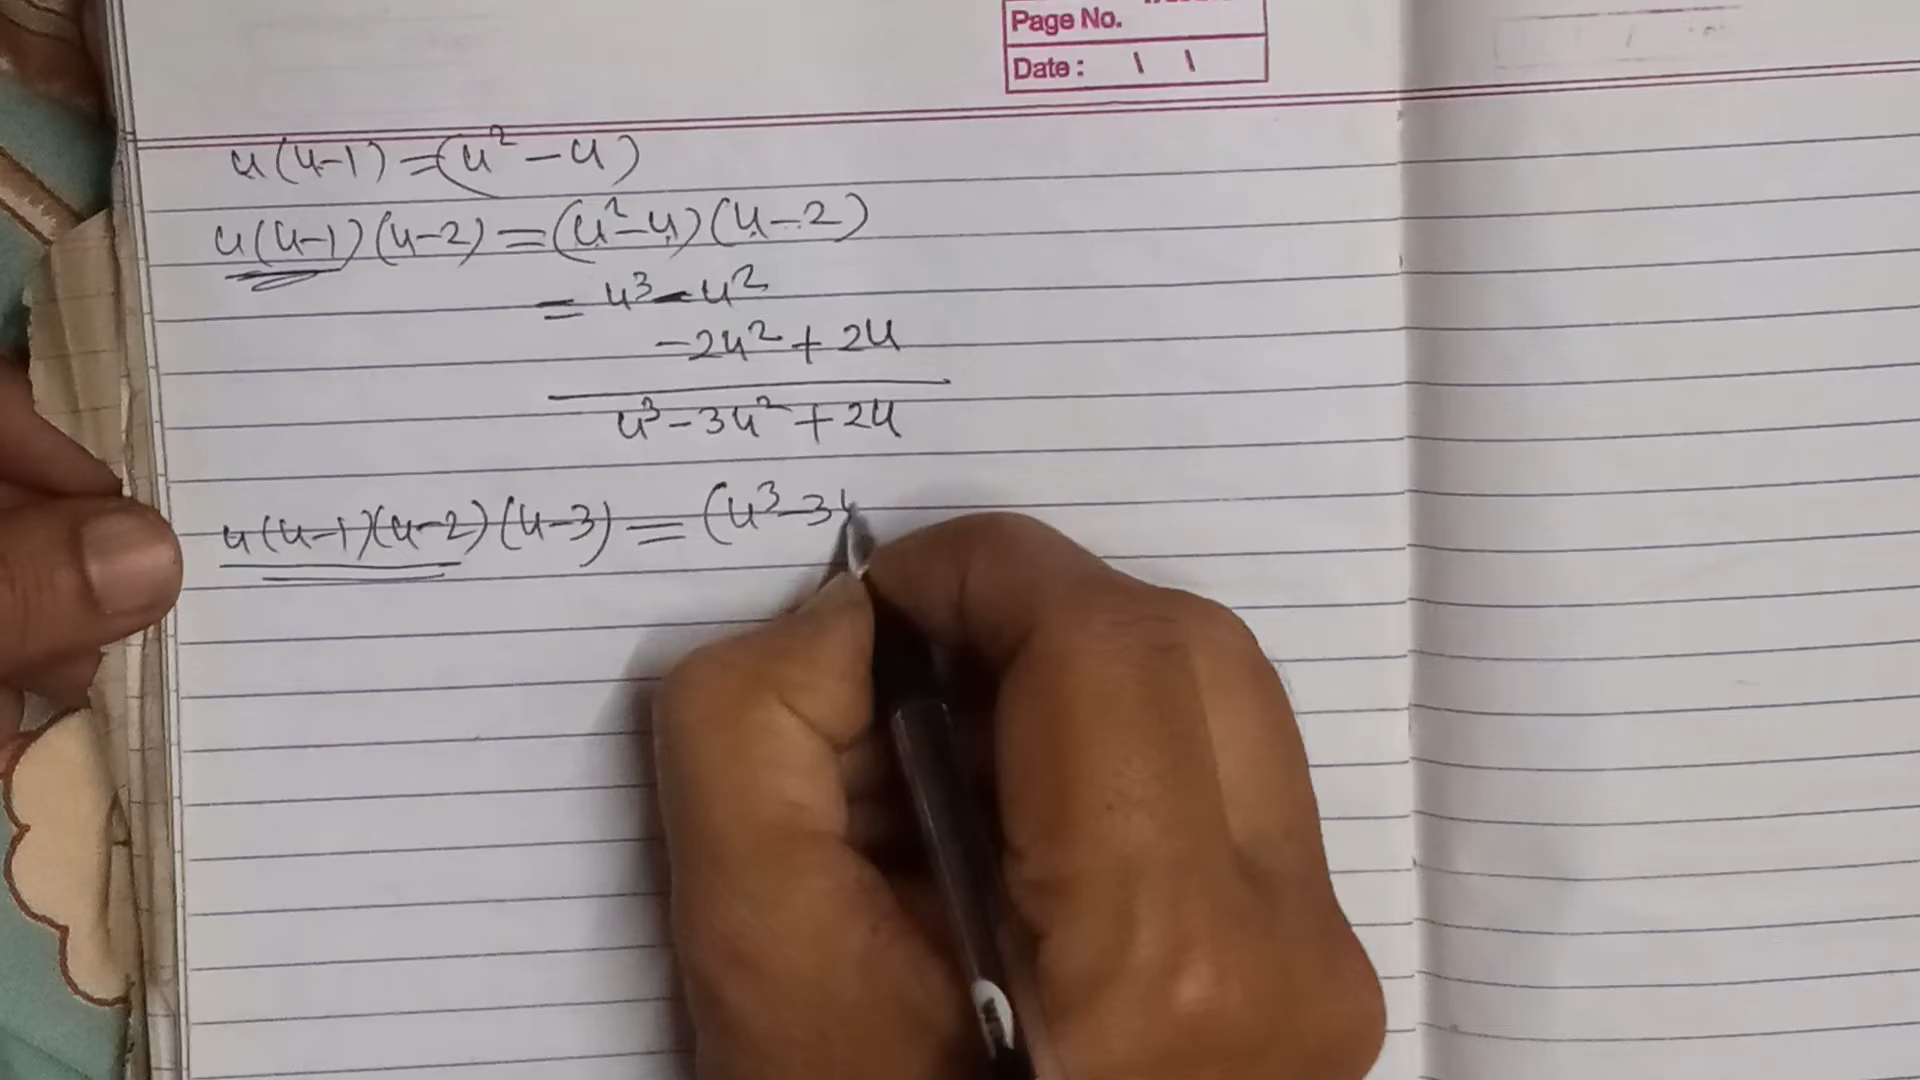 Page No.
Date :
u(u-1)=(u²-u)
u(u-1)(u-2)=(u²-u)(u-2)
= u³-u²
-2u²+2u
u³-3u²+2u
u(u-1)(u-2)(u-3)=(u³-3